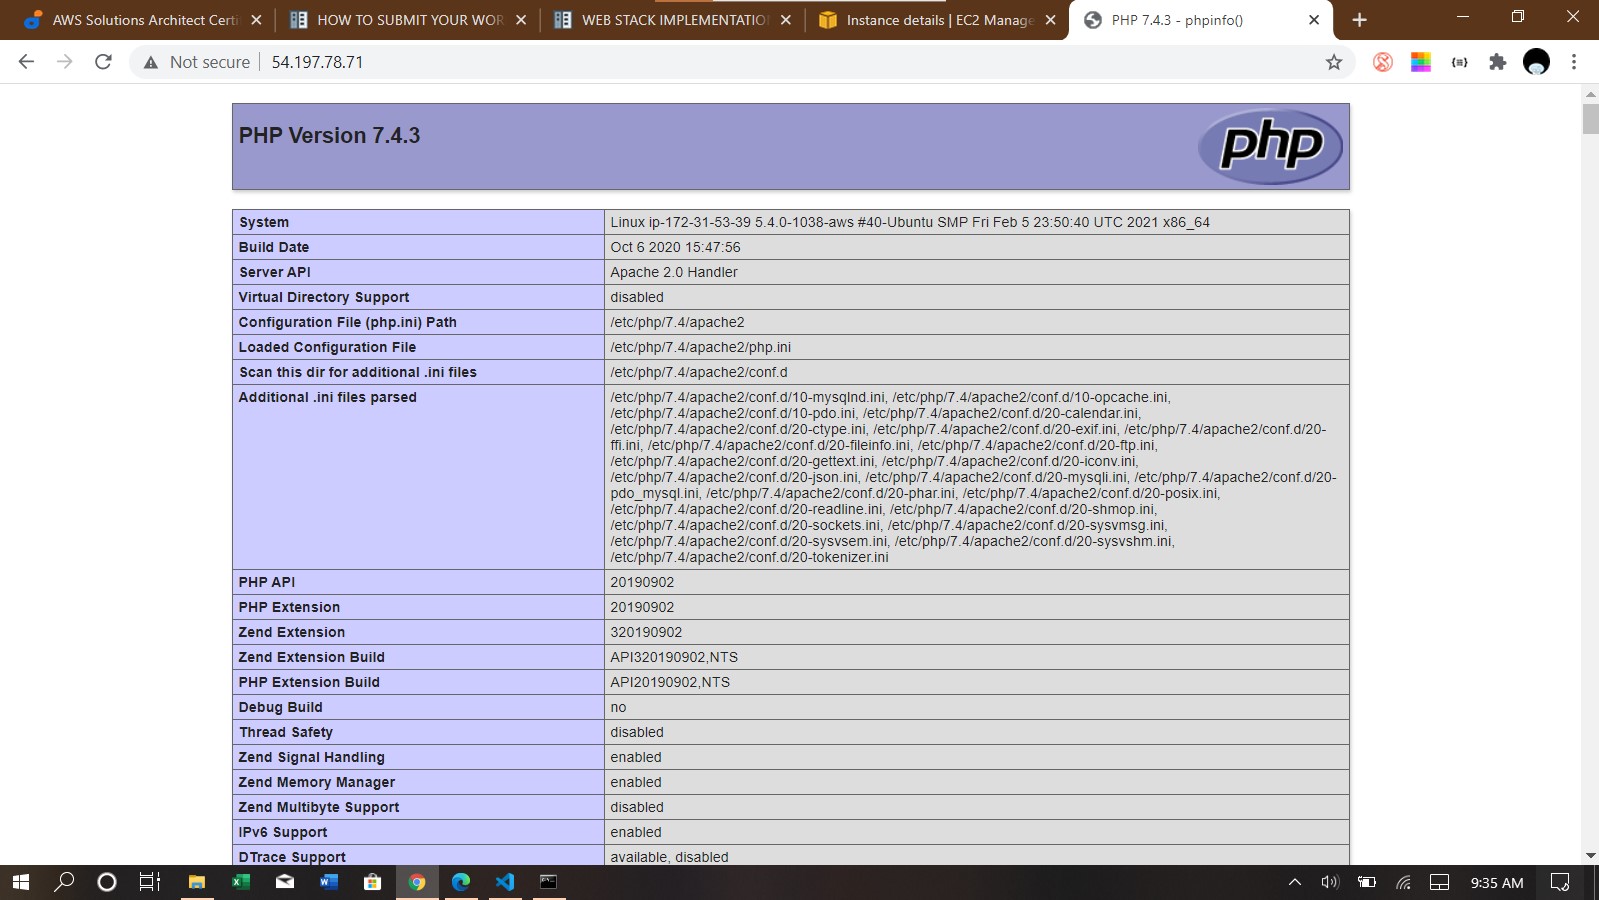 AWS Solutions Architect Certi
HOW TO SUBMIT YOUR WOR
WEB STACK IMPLEMENTATIO
Instance details | EC2 Manage
PHP 7.4.3 - phpinfo()
Not secure
54.197.78.71
PHP Version 7.4.3
php
System Linux ip-172-31-53-39 5.4.0-1038-aws #40-Ubuntu SMP Fri Feb 5 23:50:40 UTC 2021 x86_64
Build Date Oct 6 2020 15:47:56
Server API Apache 2.0 Handler
Virtual Directory Support disabled
Configuration File (php.ini) Path /etc/php/7.4/apache2
Loaded Configuration File /etc/php/7.4/apache2/php.ini
Scan this dir for additional .ini files /etc/php/7.4/apache2/conf.d
Additional .ini files parsed /etc/php/7.4/apache2/conf.d/10-mysqlnd.ini, /etc/php/7.4/apache2/conf.d/10-opcache.ini,
/etc/php/7.4/apache2/conf.d/10-pdo.ini, /etc/php/7.4/apache2/conf.d/20-calendar.ini,
/etc/php/7.4/apache2/conf.d/20-ctype.ini, /etc/php/7.4/apache2/conf.d/20-exif.ini, /etc/php/7.4/apache2/conf.d/20-
ffi.ini, /etc/php/7.4/apache2/conf.d/20-fileinfo.ini, /etc/php/7.4/apache2/conf.d/20-ftp.ini,
/etc/php/7.4/apache2/conf.d/20-gettext.ini, /etc/php/7.4/apache2/conf.d/20-iconv.ini,
/etc/php/7.4/apache2/conf.d/20-json.ini, /etc/php/7.4/apache2/conf.d/20-mysqli.ini, /etc/php/7.4/apache2/conf.d/20-
pdo_mysql.ini, /etc/php/7.4/apache2/conf.d/20-phar.ini, /etc/php/7.4/apache2/conf.d/20-posix.ini,
/etc/php/7.4/apache2/conf.d/20-readline.ini, /etc/php/7.4/apache2/conf.d/20-shmop.ini,
/etc/php/7.4/apache2/conf.d/20-sockets.ini, /etc/php/7.4/apache2/conf.d/20-sysvmsg.ini,
/etc/php/7.4/apache2/conf.d/20-sysvsem.ini, /etc/php/7.4/apache2/conf.d/20-sysvshm.ini,
/etc/php/7.4/apache2/conf.d/20-tokenizer.ini
PHP API 20190902
PHP Extension 20190902
Zend Extension 320190902
Zend Extension Build API320190902,NTS
PHP Extension Build API20190902,NTS
Debug Build no
Thread Safety disabled
Zend Signal Handling enabled
Zend Memory Manager enabled
Zend Multibyte Support disabled
IPv6 Support enabled
DTrace Support available, disabled
9:35 AM